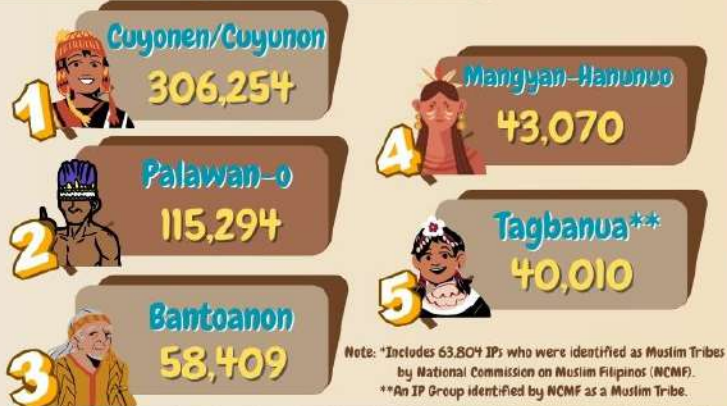 1
Cuyonen/Cuyunon
306,254
2
Palawan-o
115,294
3
Bantoanon
58,409
4
Mangyan-Hanunuo
43,070
5
Tagbanua**
40,010
Note: *Includes 63,804 IPs who were identified as Muslim Tribes
by National Commission on Muslim Filipinos (NCMF).
**An IP Group identified by NCMF as a Muslim Tribe.